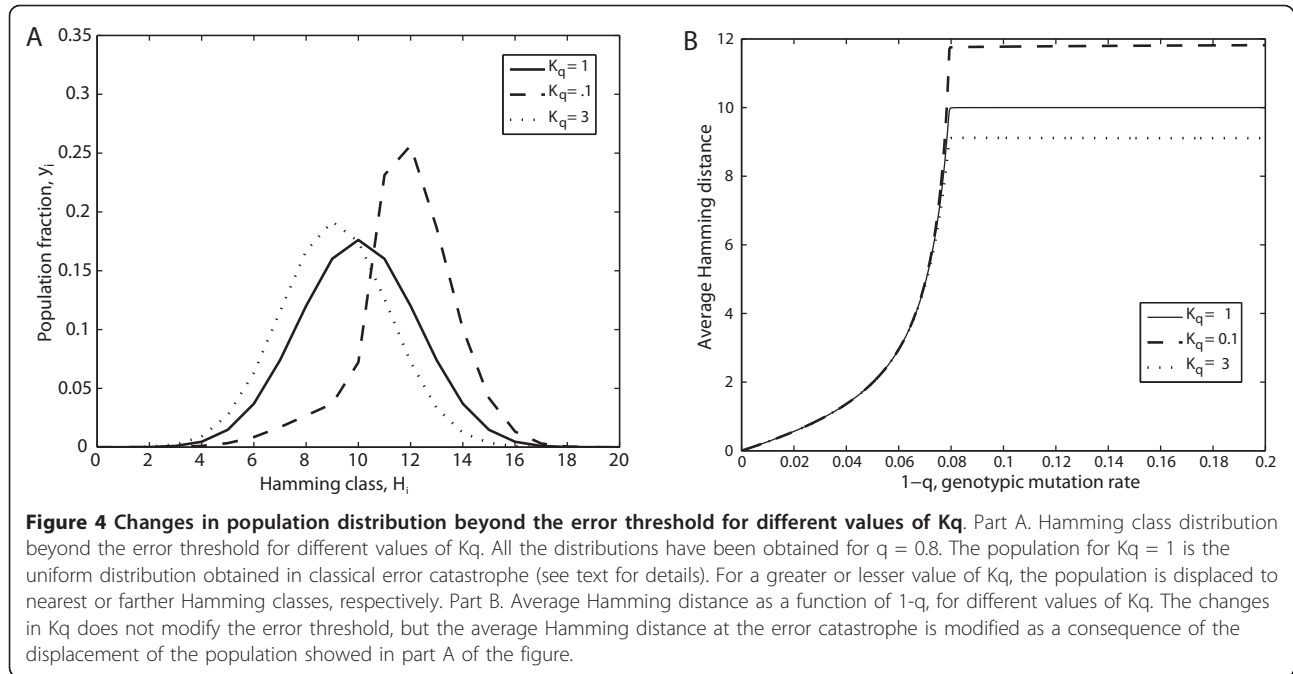 A
0.35
0.3
0.25
0.2
0.15
0.1
0.05
0
Population fraction, y_i
K_q = 1
K_q = .1
K_q = 3
0 2 4 6 8 10 12 14 16 18 20
Hamming class, H_i
B
12
10
8
6
4
2
0
Average Hamming distance
K_q = 1
K_q = 0.1
K_q = 3
0 0.02 0.04 0.06 0.08 0.1 0.12 0.14 0.16 0.18 0.2
1−q, genotypic mutation rate
Figure 4 Changes in population distribution beyond the error threshold for different values of Kq. Part A. Hamming class distribution
beyond the error threshold for different values of Kq. All the distributions have been obtained for q = 0.8. The population for Kq = 1 is the
uniform distribution obtained in classical error catastrophe (see text for details). For a greater or lesser value of Kq, the population is displaced to
nearest or farther Hamming classes, respectively. Part B. Average Hamming distance as a function of 1-q, for different values of Kq. The changes
in Kq does not modify the error threshold, but the average Hamming distance at the error catastrophe is modified as a consequence of the
displacement of the population showed in part A of the figure.